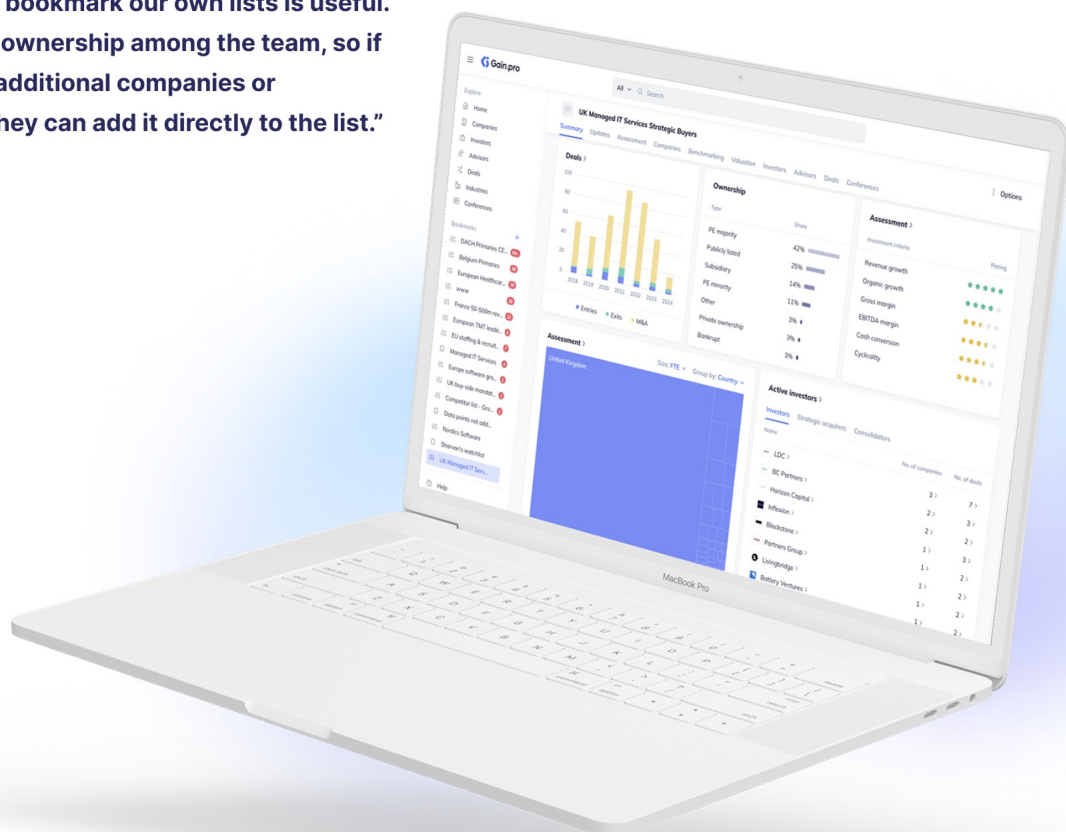 bookmark our own lists is useful.
ownership among the team, so if
additional companies or
hey can add it directly to the list.”
Gain.pro
All
Search
Explore
Home
Companies
Investors
Advisors
Deals
Industries
Conferences
Bookmarks
DACH Primaries CE...
Belgium Primaries
European Healthcar...
www
France 50-500m rev...
European TMT leade...
EU staffing & recruit...
Managed IT Services
Europe software gro...
UK buy-side mandat...
Competitor list - Gro...
Data points not add...
Nordics Software
Sharvari's watchlist
UK Managed IT Serv...
Help
UK Managed IT Services Strategic Buyers
Options
Summary Updates Assessment Companies Benchmarking Valuation Investors Advisors Deals Conferences
Deals >
100
80
60
40
20
0
2018 2019 2020 2021 2022 2023 2024
Entries Exits M&A
Ownership
Type Share
PE majority 42%
Publicly listed 25%
Subsidiary 14%
PE minority 11%
Other 3%
Private ownership 3%
Bankrupt 3%
Assessment >
Investment criteria Rating
Revenue growth
Organic growth
Gross margin
EBITDA margin
Cash conversion
Cyclicality
Assessment >
Size: FTE Group by: Country
United Kingdom
Active investors >
Investors Strategic acquirers Consolidators
Name No. of companies No. of deals
LDC > 3 > 7 >
BC Partners > 2 > 3 >
Horizon Capital > 2 > 2 >
Inflexion > 1 > 3 >
Blackstone > 1 > 2 >
Partners Group > 1 > 2 >
Livingbridge > 1 > 2 >
Battery Ventures > 1 > 2 >
MacBook Pro